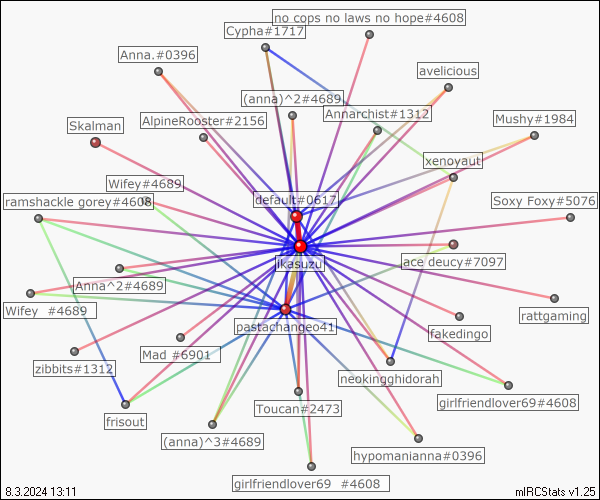 no cops no laws no hope#4608
Cypha#1717
Anna.#0396
avelicious
(anna)^2#4689
Annarchist#1312
AlpineRooster#2156
Mushy#1984
Skalman
xenoyaut
Wifey#4689
default#0617
ramshackle gorey#4608
Soxy Foxy#5076
ikasuzu
ace deucy#7097
Anna^2#4689
Wifey #4689
rattgaming
pastachangeo41
fakedingo
Mad #6901
zibbits#1312
neokingghidorah
girlfriendlover69#4608
Toucan#2473
frisout
(anna)^3#4689
hypomanianna#0396
girlfriendlover69 #4608
8.3.2024 13:11
mIRCStats v1.25